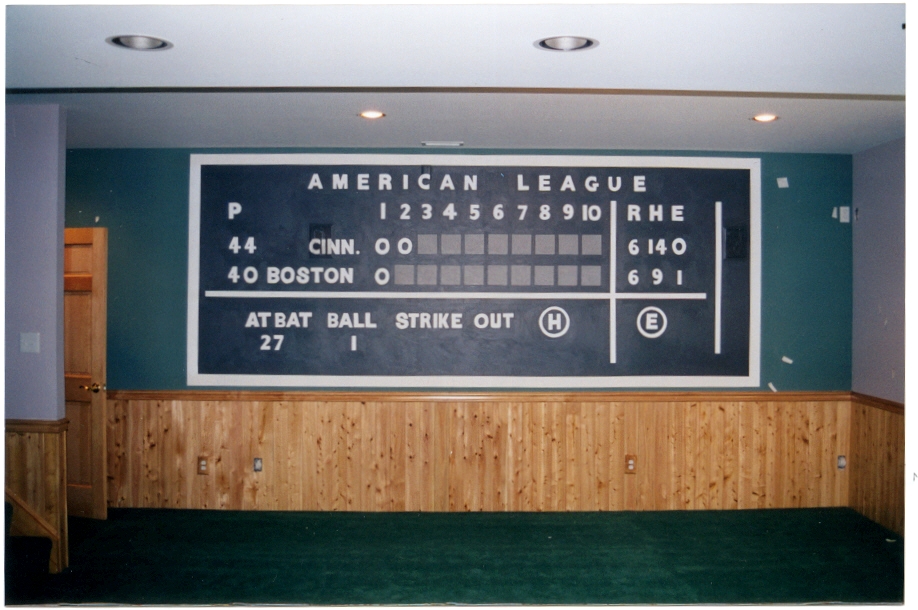 AMERICAN LEAGUE
P 1 2 3 4 5 6 7 8 9 10 R H E
44 CINN. 0 0 6 14 0
40 BOSTON 0 6 9 1
AT BAT BALL STRIKE OUT H E
27 1